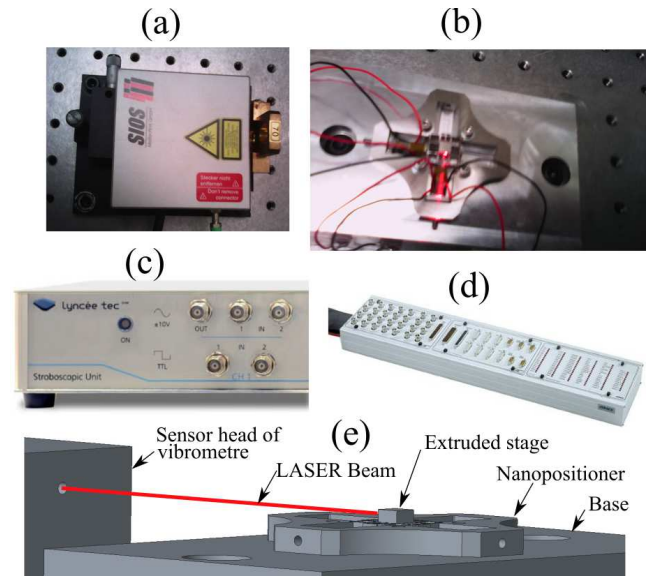 (a)
(b)
SIOS
Stecker nicht
entfernen
Don't remove
connector
(c)
lyncée tec
ON
±10V
OUT 1 IN 2
1 IN 2
TTL
CH 1
Stroboscopic Unit
(d)
(e)
Sensor head of
vibrometre
LASER Beam
Extruded stage
Nanopositioner
Base